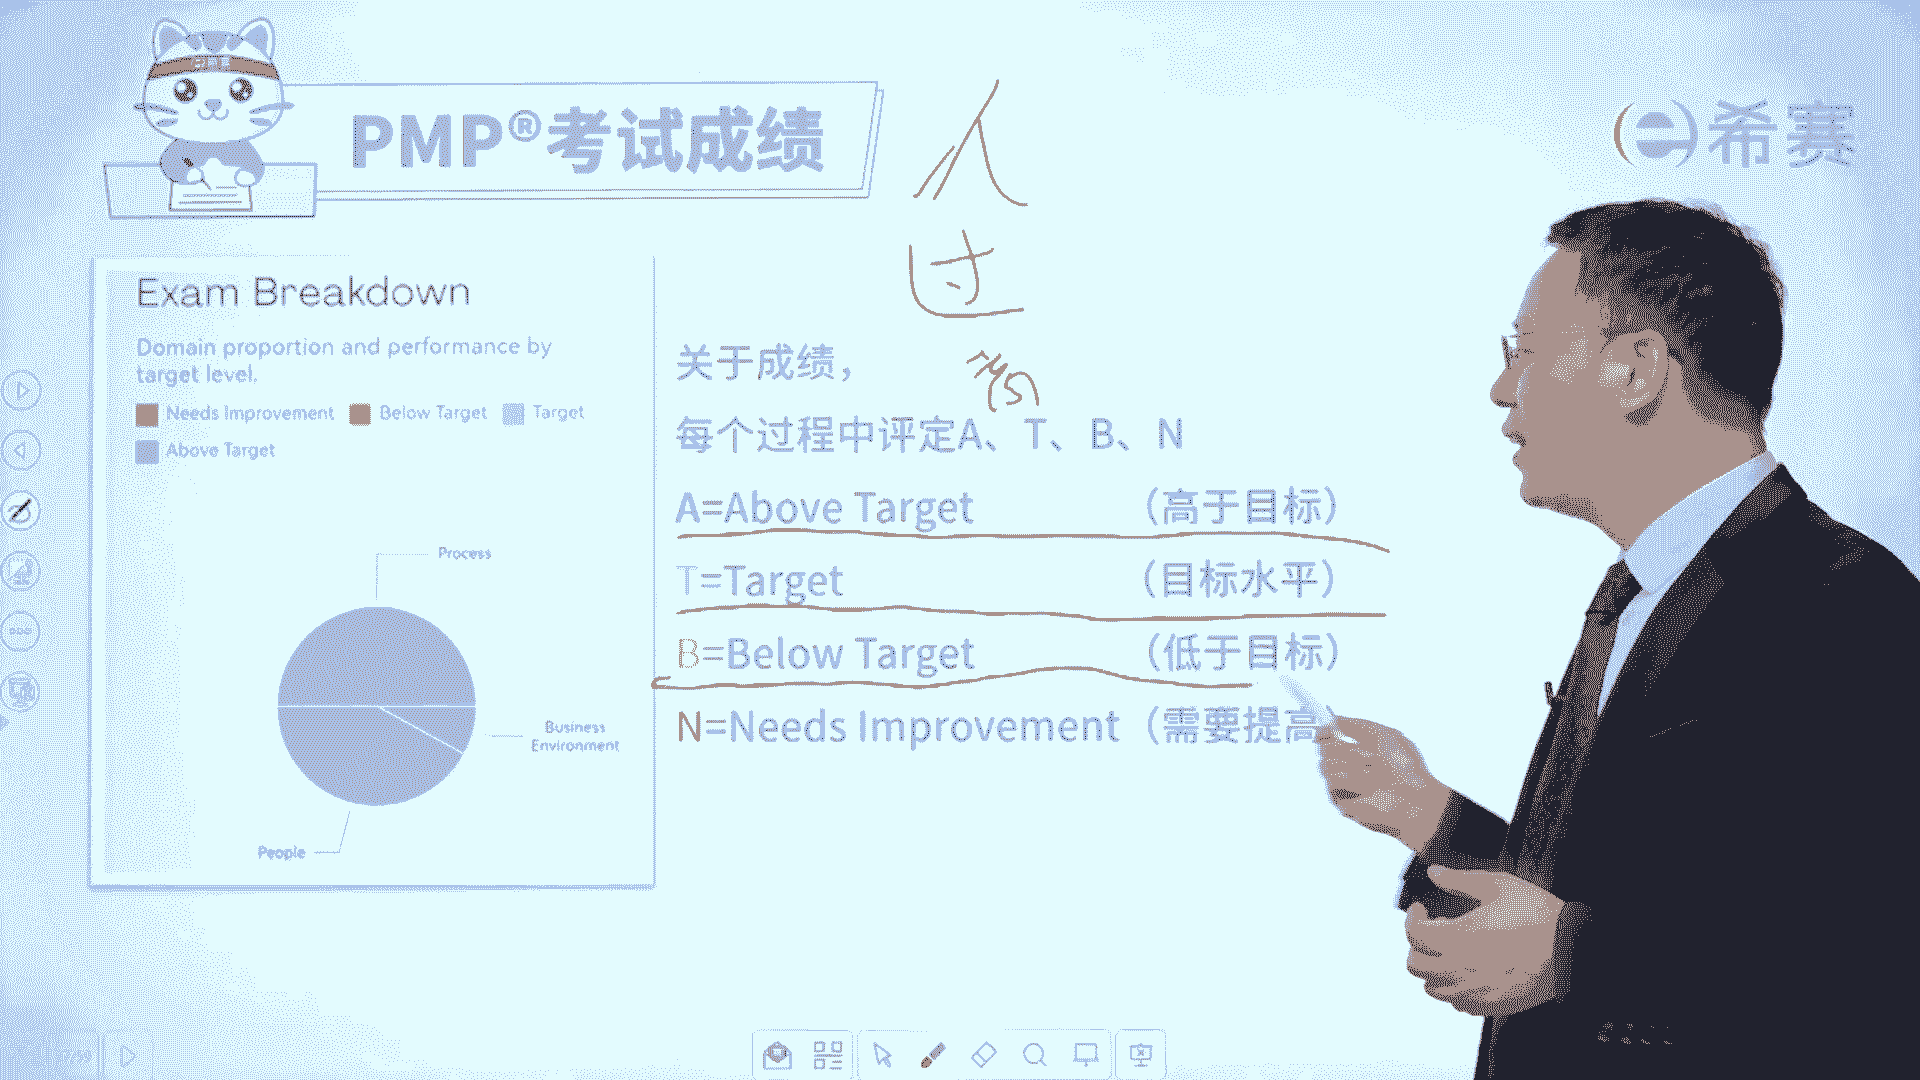 PMP®考试成绩
希赛
人
过
Exam Breakdown
Domain proportion and performance by
target level.
Needs Improvement Below Target Target
Above Target
Process
Business
Environment
People
关于成绩，
每个过程中评定A、T、B、N
A=Above Target （高于目标）
T=Target （目标水平）
B=Below Target （低于目标）
N=Needs Improvement（需要提高）